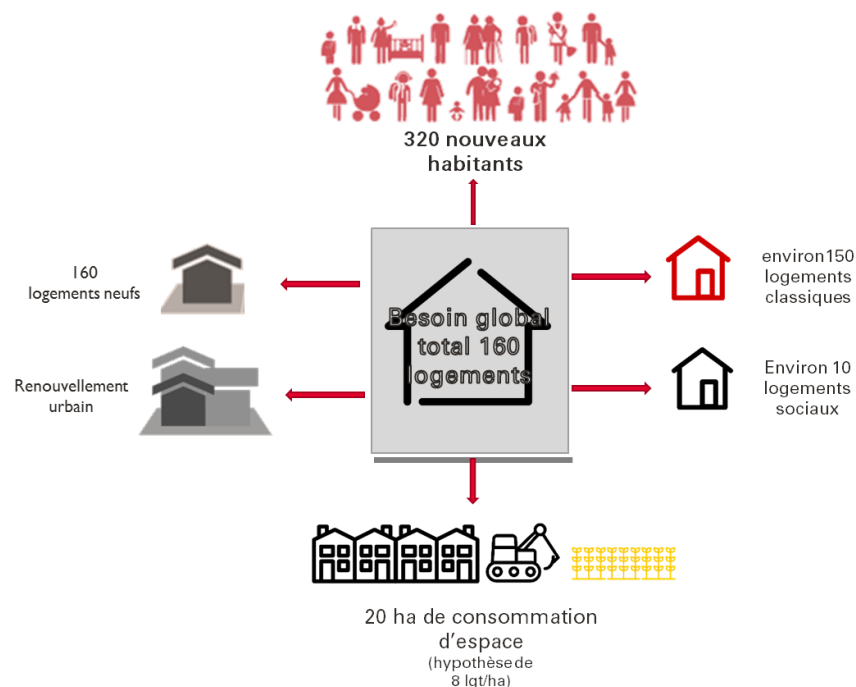 320 nouveaux
habitants
160
logements neufs
Renouvellement
urbain
Besoin global
total 160
logements
environ150
logements
classiques
Environ 10
logements
sociaux
20 ha de consommation
d'espace
(hypothèse de
8 lgt/ha)